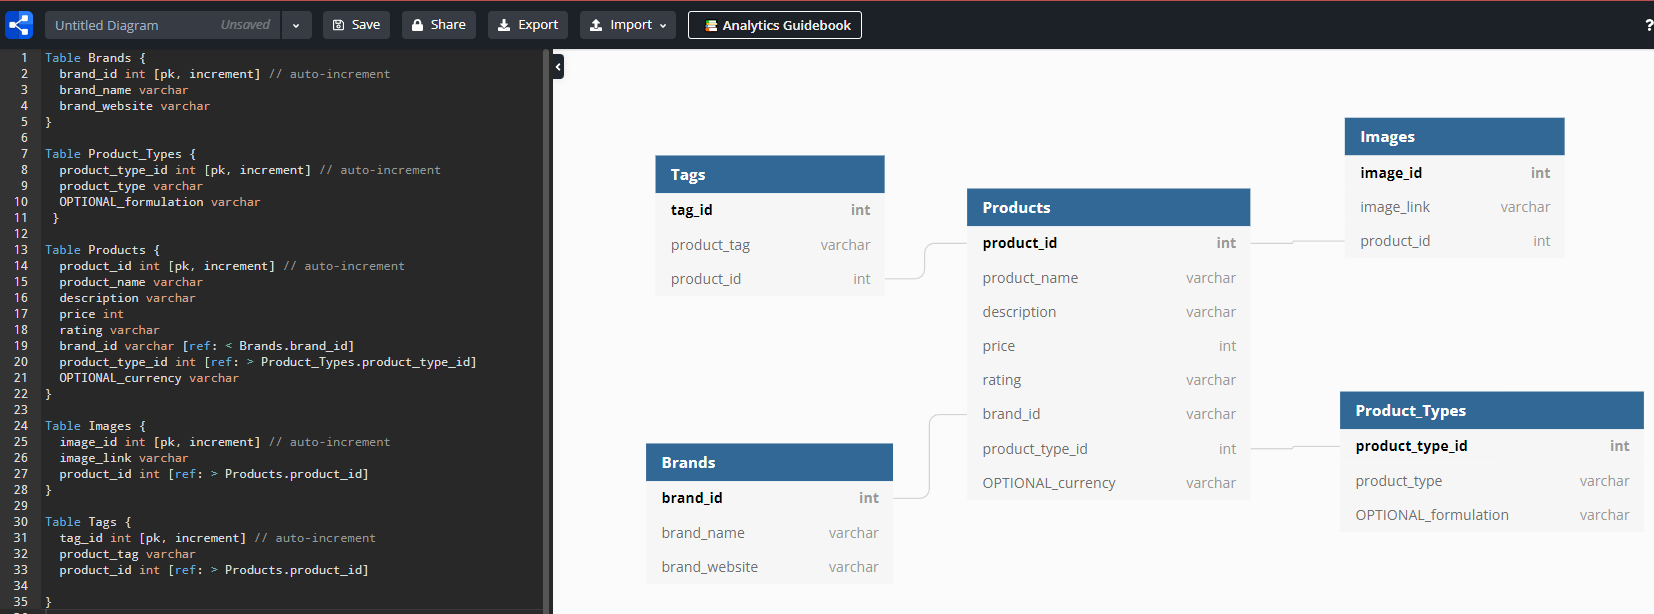 Untitled Diagram Unsaved Save Share Export Import Analytics Guidebook ?
1 Table Brands {
2 brand_id int [pk, increment] // auto-increment
3 brand_name varchar
4 brand_website varchar
5 }
6
7 Table Product_Types {
8 product_type_id int [pk, increment] // auto-increment
9 product_type varchar
10 OPTIONAL_formulation varchar
11 }
12
13 Table Products {
14 product_id int [pk, increment] // auto-increment
15 product_name varchar
16 description varchar
17 price int
18 rating varchar
19 brand_id varchar [ref: < Brands.brand_id]
20 product_type_id int [ref: > Product_Types.product_type_id]
21 OPTIONAL_currency varchar
22 }
23
24 Table Images {
25 image_id int [pk, increment] // auto-increment
26 image_link varchar
27 product_id int [ref: > Products.product_id]
28 }
29
30 Table Tags {
31 tag_id int [pk, increment] // auto-increment
32 product_tag varchar
33 product_id int [ref: > Products.product_id]
34
35 }
Tags
tag_id int
product_tag varchar
product_id int
Products
product_id int
product_name varchar
description varchar
price int
rating varchar
brand_id varchar
product_type_id int
OPTIONAL_currency varchar
Images
image_id int
image_link varchar
product_id int
Brands
brand_id int
brand_name varchar
brand_website varchar
Product_Types
product_type_id int
product_type varchar
OPTIONAL_formulation varchar